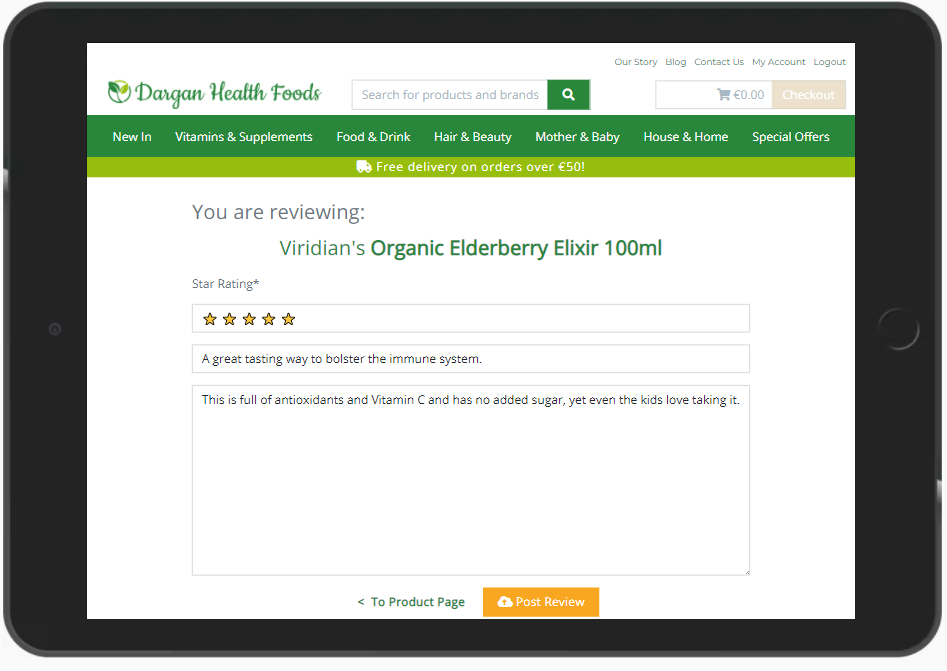 Our Story Blog Contact Us My Account Logout
Dargan Health Foods
Search for products and brands
€0.00
Checkout
New In Vitamins & Supplements Food & Drink Hair & Beauty Mother & Baby House & Home Special Offers
Free delivery on orders over €50!
You are reviewing:
Viridian's Organic Elderberry Elixir 100ml
Star Rating*
A great tasting way to bolster the immune system.
This is full of antioxidants and Vitamin C and has no added sugar, yet even the kids love taking it.
< To Product Page
Post Review